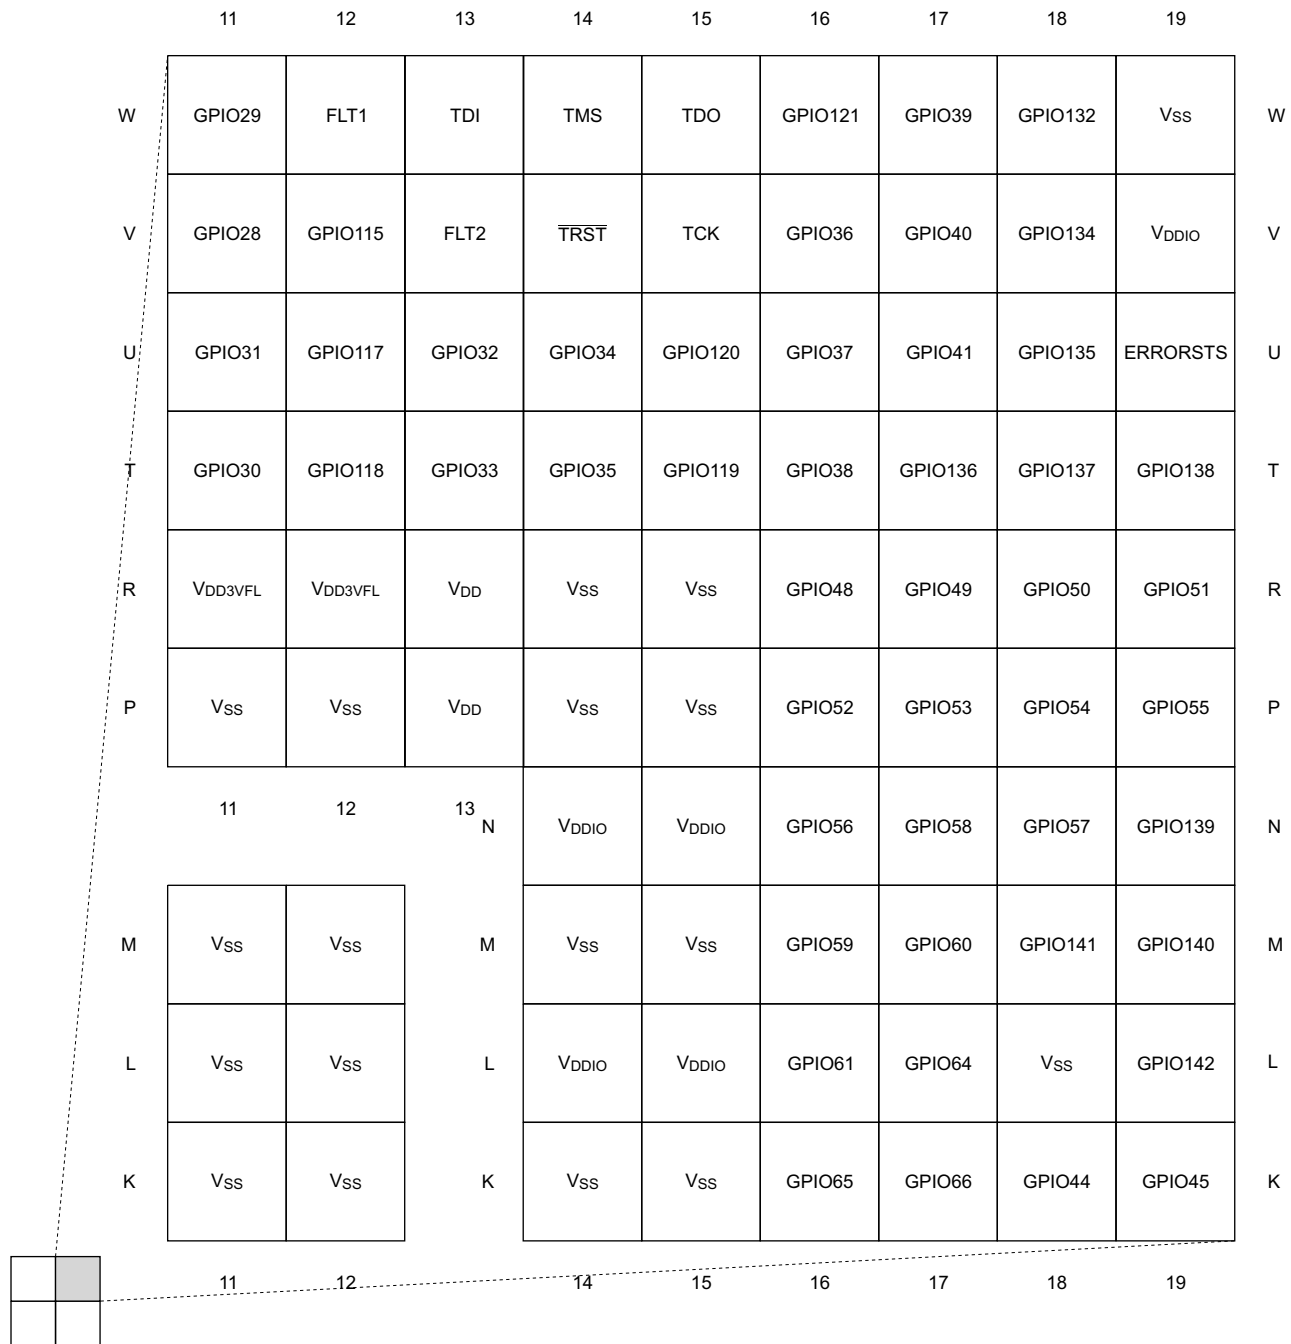 11 12 13 14 15 16 17 18 19
W GPIO29 FLT1 TDI TMS TDO GPIO121 GPIO39 GPIO132 VSS W
V GPIO28 GPIO115 FLT2 T̅R̅S̅T̅ TCK GPIO36 GPIO40 GPIO134 VDDIO V
U GPIO31 GPIO117 GPIO32 GPIO34 GPIO120 GPIO37 GPIO41 GPIO135 ERRORSTS U
T GPIO30 GPIO118 GPIO33 GPIO35 GPIO119 GPIO38 GPIO136 GPIO137 GPIO138 T
R VDD3VFL VDD3VFL VDD VSS VSS GPIO48 GPIO49 GPIO50 GPIO51 R
P VSS VSS VDD VSS VSS GPIO52 GPIO53 GPIO54 GPIO55 P
11 12 13
N VDDIO VDDIO GPIO56 GPIO58 GPIO57 GPIO139 N
M VSS VSS M VSS VSS GPIO59 GPIO60 GPIO141 GPIO140 M
L VSS VSS L VDDIO VDDIO GPIO61 GPIO64 VSS GPIO142 L
K VSS VSS K VSS VSS GPIO65 GPIO66 GPIO44 GPIO45 K
11 12 14 15 16 17 18 19